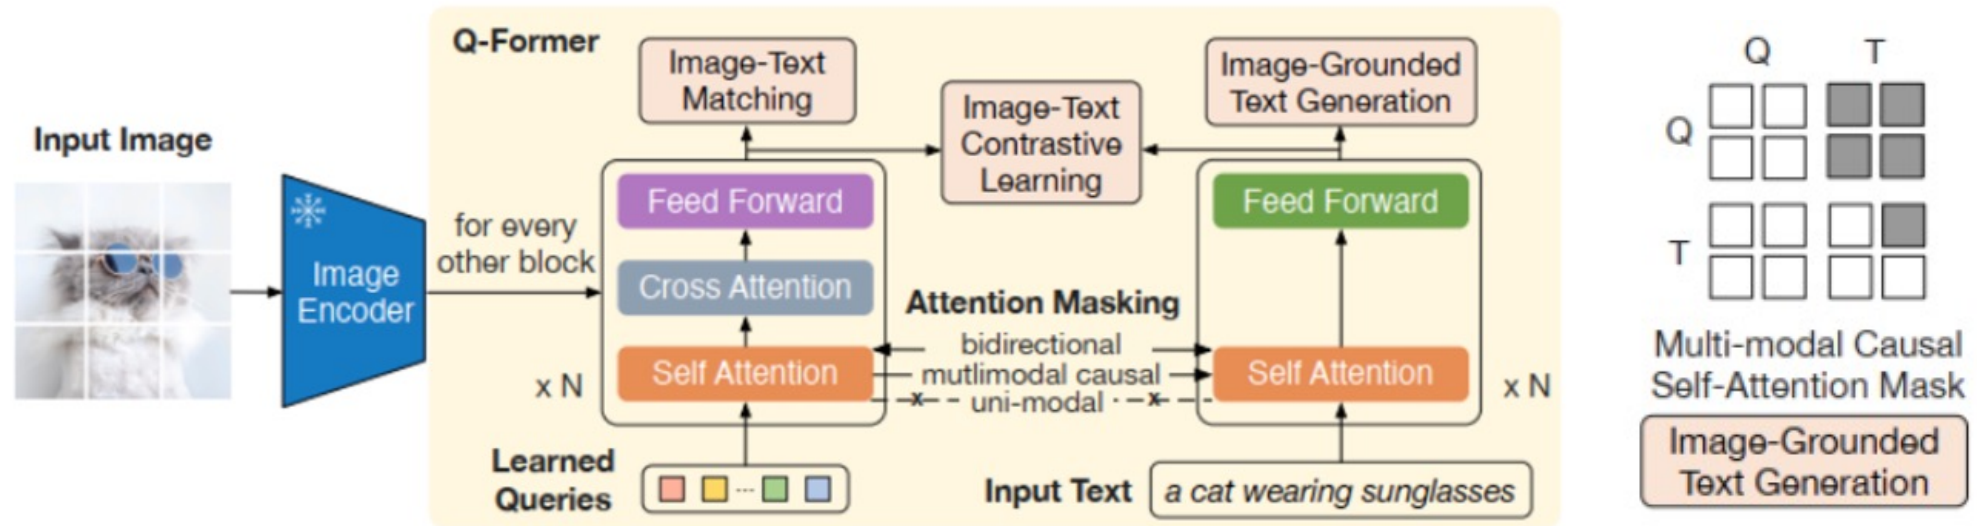 Input Image
Image
Encoder
for every
other block
Q-Former
Image-Text
Matching
Image-Text
Contrastive
Learning
Image-Grounded
Text Generation
Feed Forward
Cross Attention
Self Attention
x N
Attention Masking
bidirectional
mutlimodal causal
x uni-modal x
Feed Forward
Self Attention
x N
Learned
Queries
...
Input Text
a cat wearing sunglasses
Q T
Q
T
Multi-modal Causal
Self-Attention Mask
Image-Grounded
Text Generation